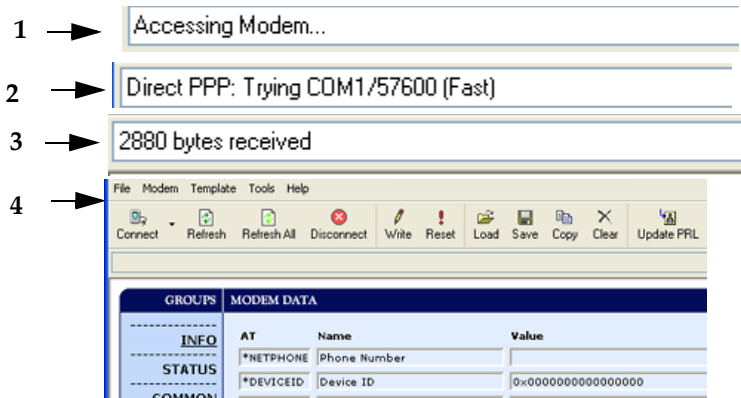 1 Accessing Modem...
2 Direct PPP: Trying COM1/57600 (Fast)
3 2880 bytes received
4
File Modem Template Tools Help
Connect Refresh Refresh All Disconnect Write Reset Load Save Copy Clear Update PRL
GROUPS MODEM DATA
INFO AT Name Value
*NETPHONE Phone Number
STATUS
*DEVICEID Device ID 0x0000000000000000
COMMON